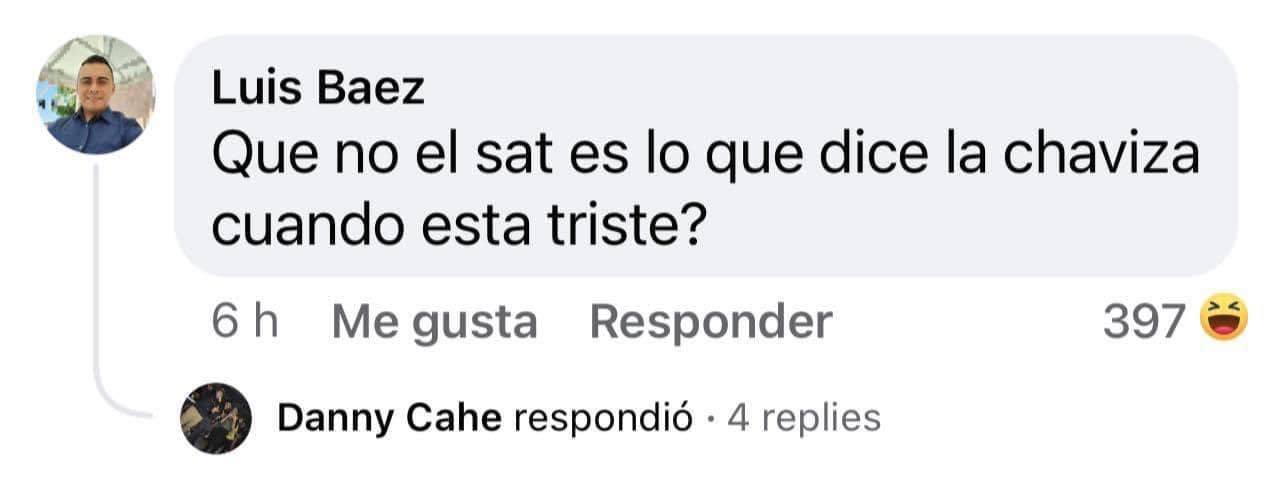 Luis Baez
Que no el sat es lo que dice la chaviza
cuando esta triste?
6 h Me gusta Responder 397
Danny Cahe respondió · 4 replies